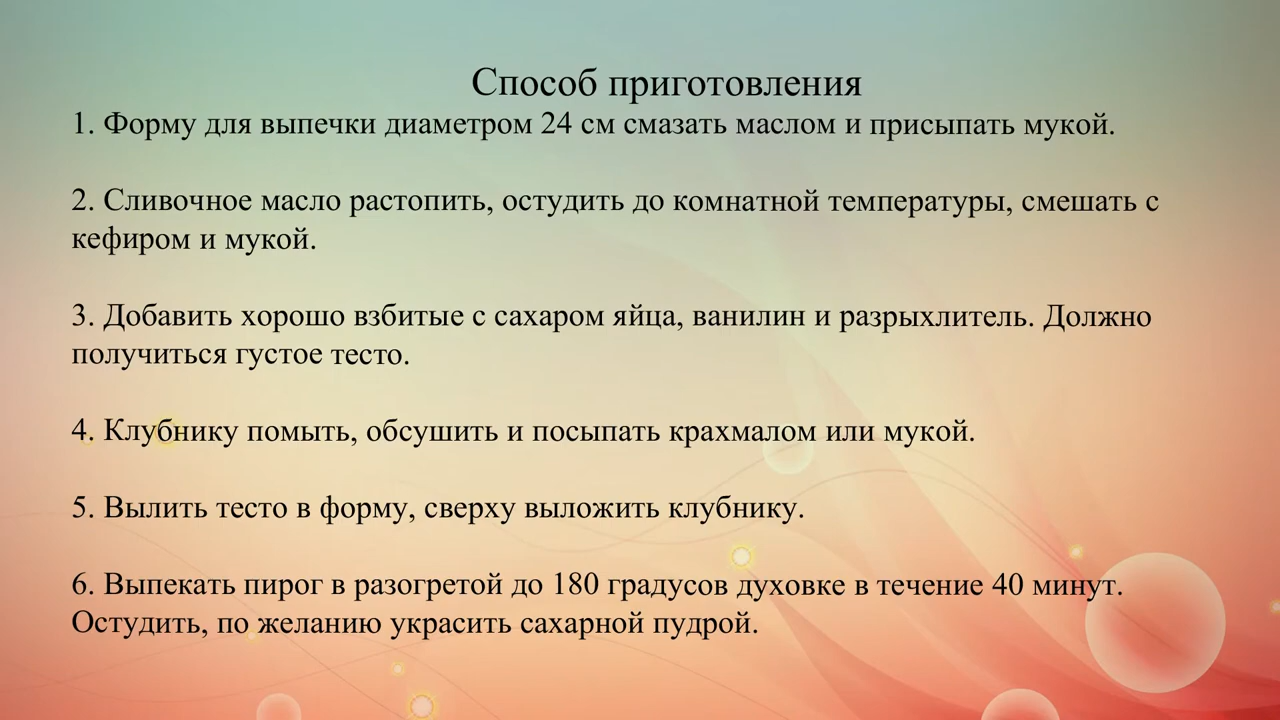 Способ приготовления
1. Форму для выпечки диаметром 24 см смазать маслом и присыпать мукой.
2. Сливочное масло растопить, остудить до комнатной температуры, смешать с
кефиром и мукой.
3. Добавить хорошо взбитые с сахаром яйца, ванилин и разрыхлитель. Должно
получиться густое тесто.
4. Клубнику помыть, обсушить и посыпать крахмалом или мукой.
5. Вылить тесто в форму, сверху выложить клубнику.
6. Выпекать пирог в разогретой до 180 градусов духовке в течение 40 минут.
Остудить, по желанию украсить сахарной пудрой.